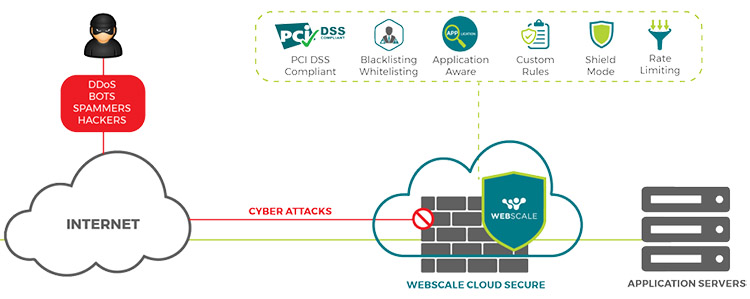 PCI DSS
COMPLIANT
PCI DSS
Compliant
Blacklisting
Whitelisting
APP LICATION
Application
Aware
Custom
Rules
Shield
Mode
Rate
Limiting
DDoS
BOTS
SPAMMERS
HACKERS
INTERNET
CYBER ATTACKS
WEBSCALE
WEBSCALE CLOUD SECURE
APPLICATION SERVERS